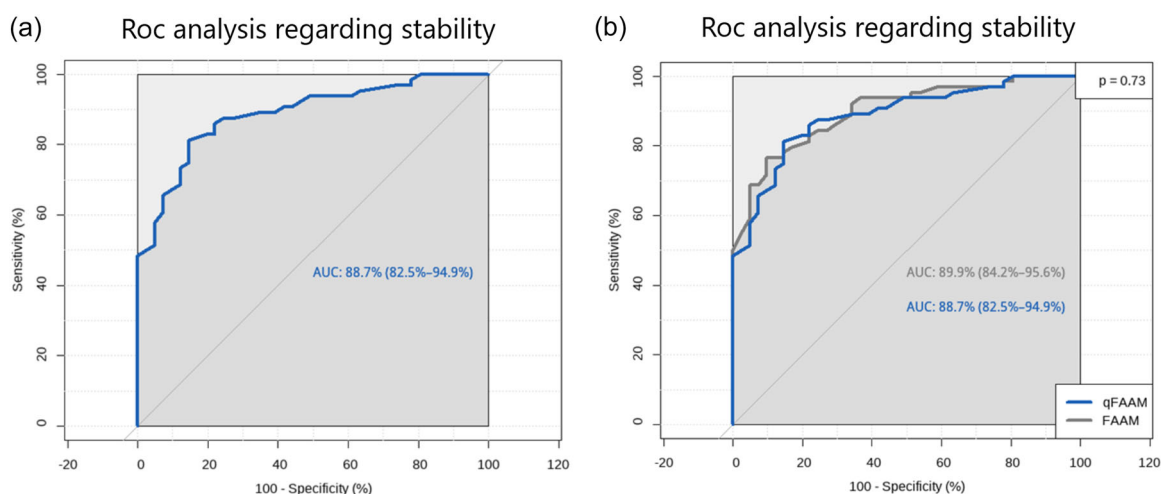 (a)
Roc analysis regarding stability
100
80
60
40
20
0
Sensitivity (%)
AUC: 88.7% (82.5%–94.9%)
-20 0 20 40 60 80 100 120
100 - Specificity (%)
(b)
Roc analysis regarding stability
p = 0.73
100
80
60
40
20
0
Sensitivity (%)
AUC: 89.9% (84.2%–95.6%)
AUC: 88.7% (82.5%–94.9%)
qFAAM
FAAM
-20 0 20 40 60 80 100 120
100 - Specificity (%)